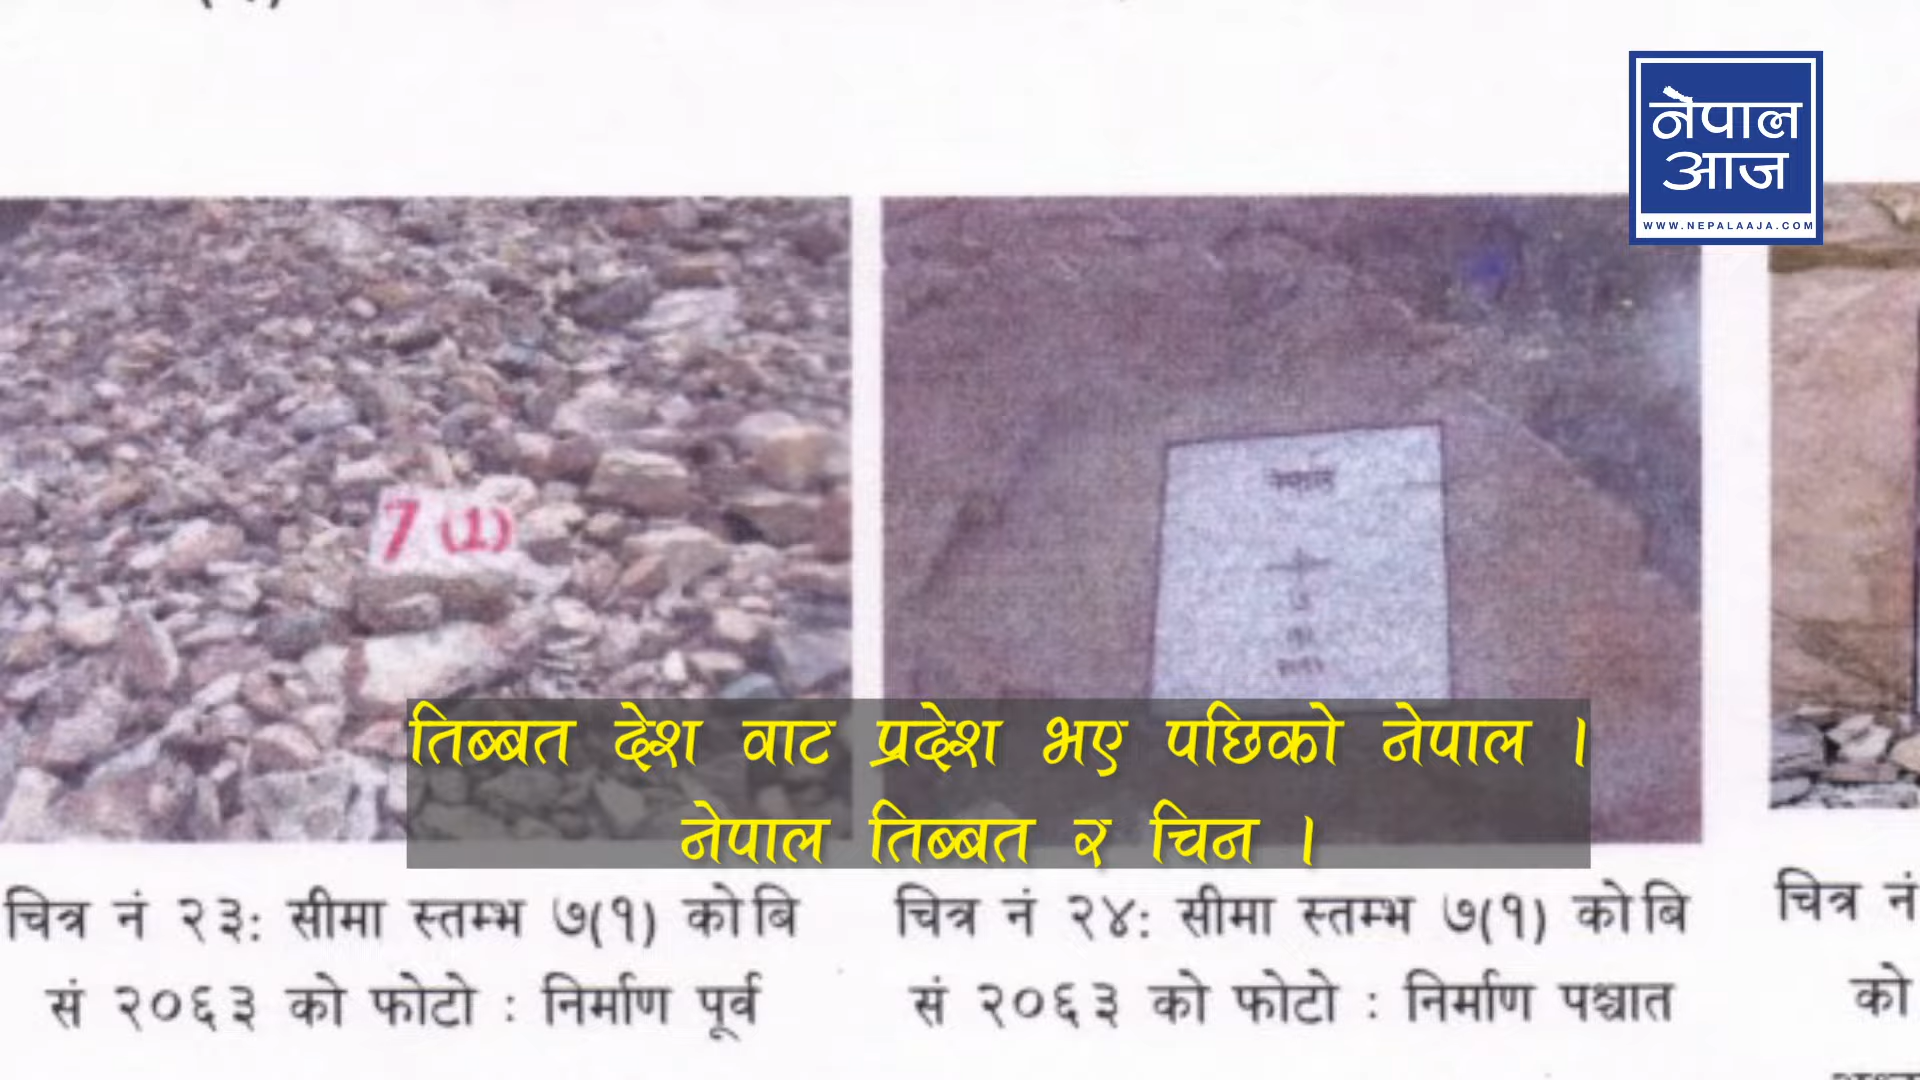 नेपाल
आज
WWW.NEPALAAJA.COM
7 (1)
नेपाल
तिब्बत देश वाट प्रदेश भए पछिको नेपाल ।
नेपाल तिब्बत र चिन ।
चित्र नं २३: सीमा स्तम्भ ७(१) को बि
सं २०६३ को फोटो : निर्माण पूर्व
चित्र नं २४: सीमा स्तम्भ ७(१) को बि
सं २०६३ को फोटो : निर्माण पश्चात
चित्र नं
को